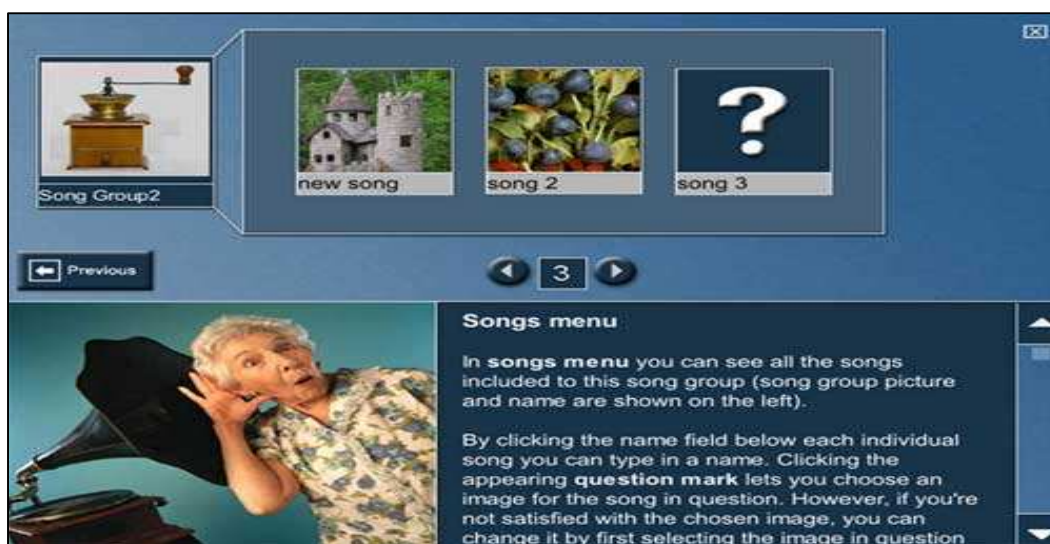 new song
song 2
song 3
Song Group2
Previous
3
Songs menu
In songs menu you can see all the songs
included to this song group (song group picture
and name are shown on the left).
By clicking the name field below each individual
song you can type in a name. Clicking the
appearing question mark lets you choose an
image for the song in question. However, if you're
not satisfied with the chosen image, you can
change it by first selecting the image in question